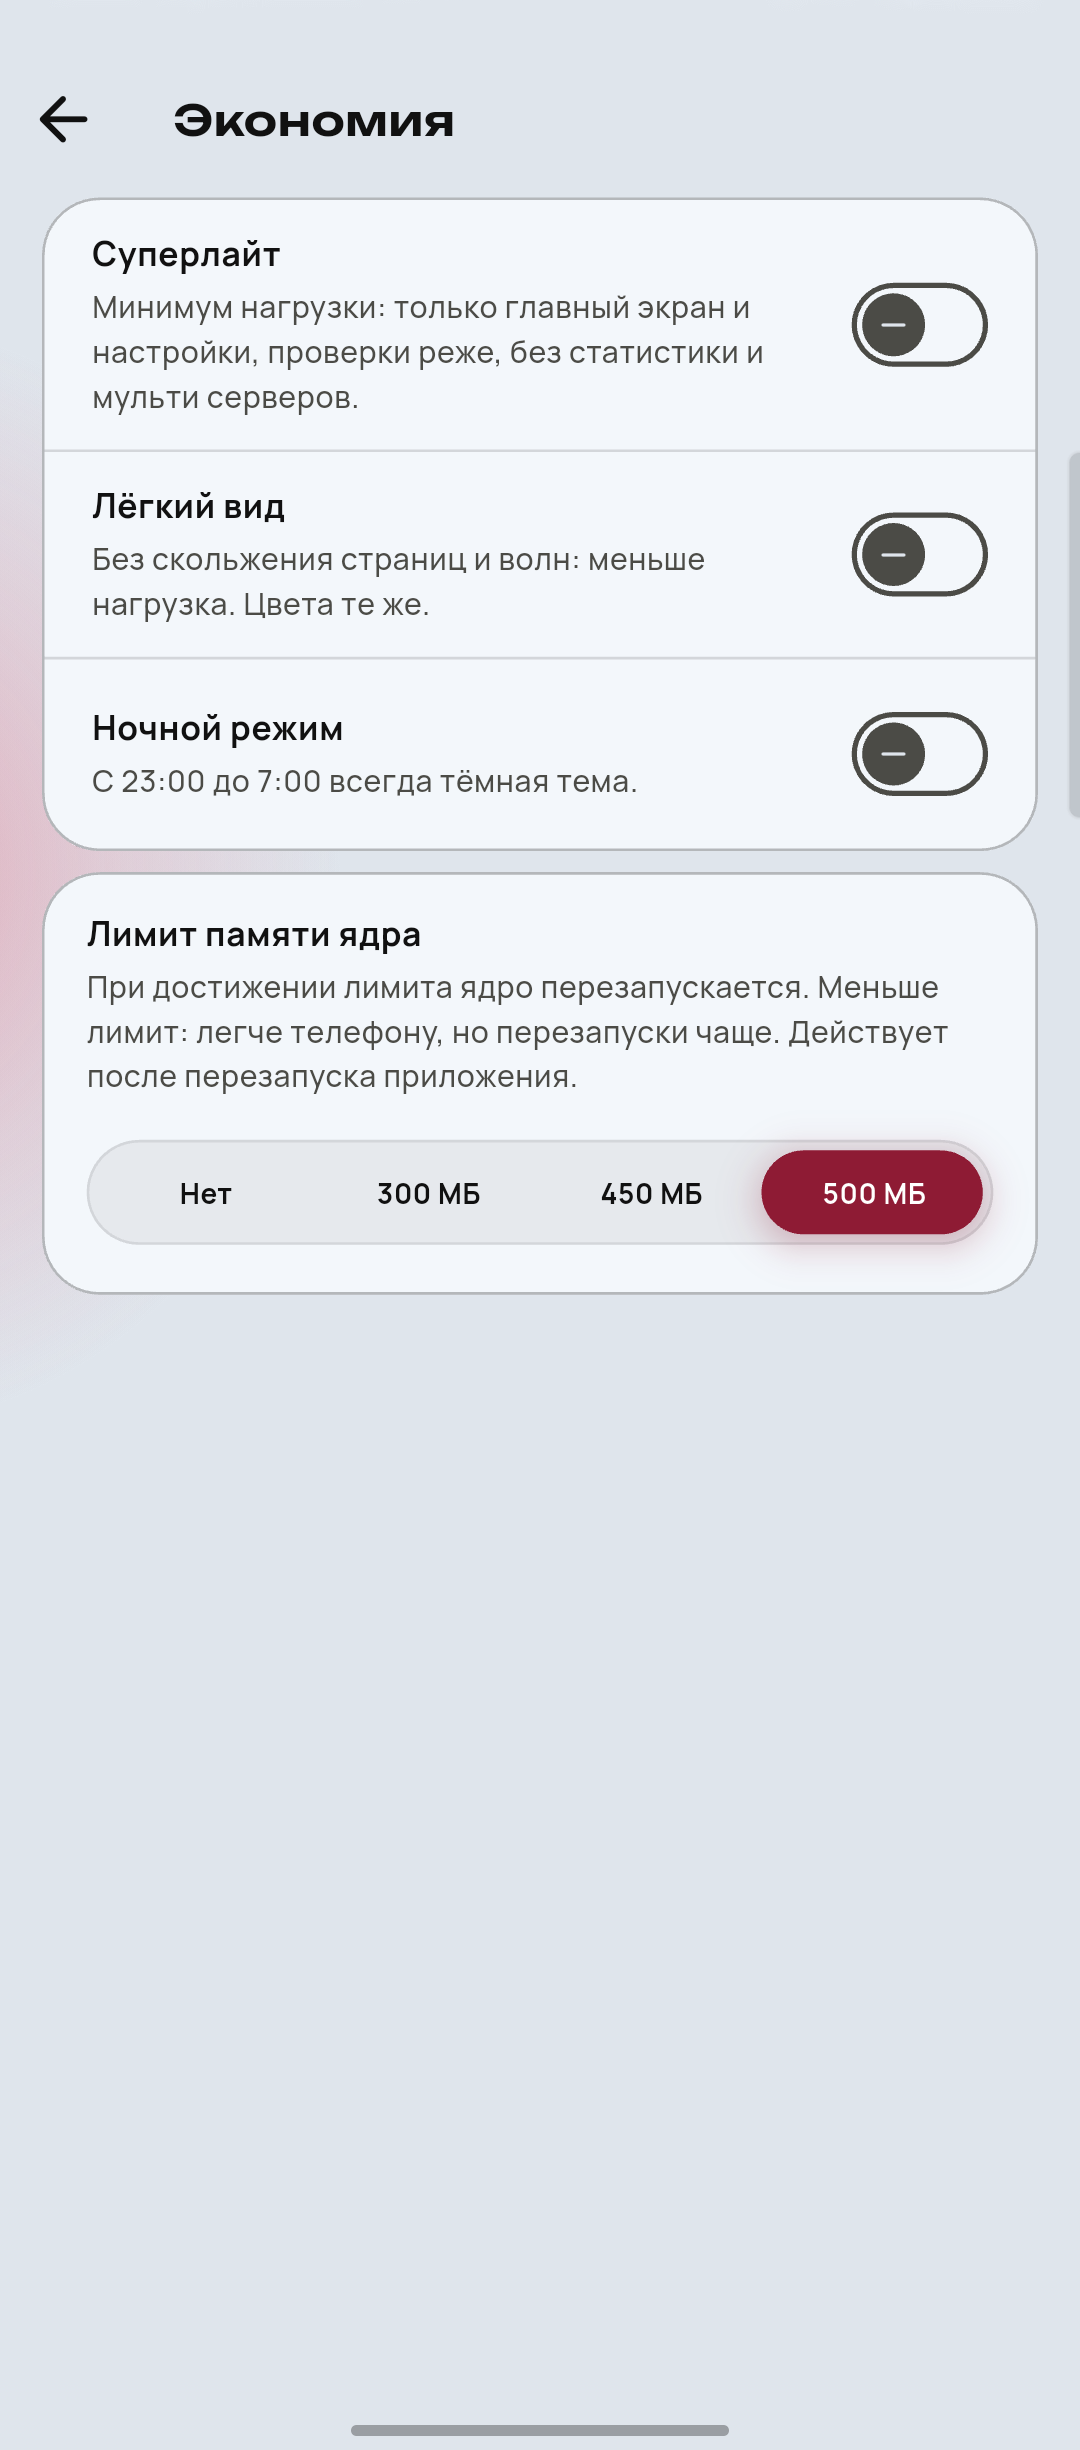 Экономия
Суперлайт
Минимум нагрузки: только главный экран и
настройки, проверки реже, без статистики и
мульти серверов.
Лёгкий вид
Без скольжения страниц и волн: меньше
нагрузка. Цвета те же.
Ночной режим
С 23:00 до 7:00 всегда тёмная тема.
Лимит памяти ядра
При достижении лимита ядро перезапускается. Меньше
лимит: легче телефону, но перезапуски чаще. Действует
после перезапуска приложения.
Нет 300 МБ 450 МБ 500 МБ